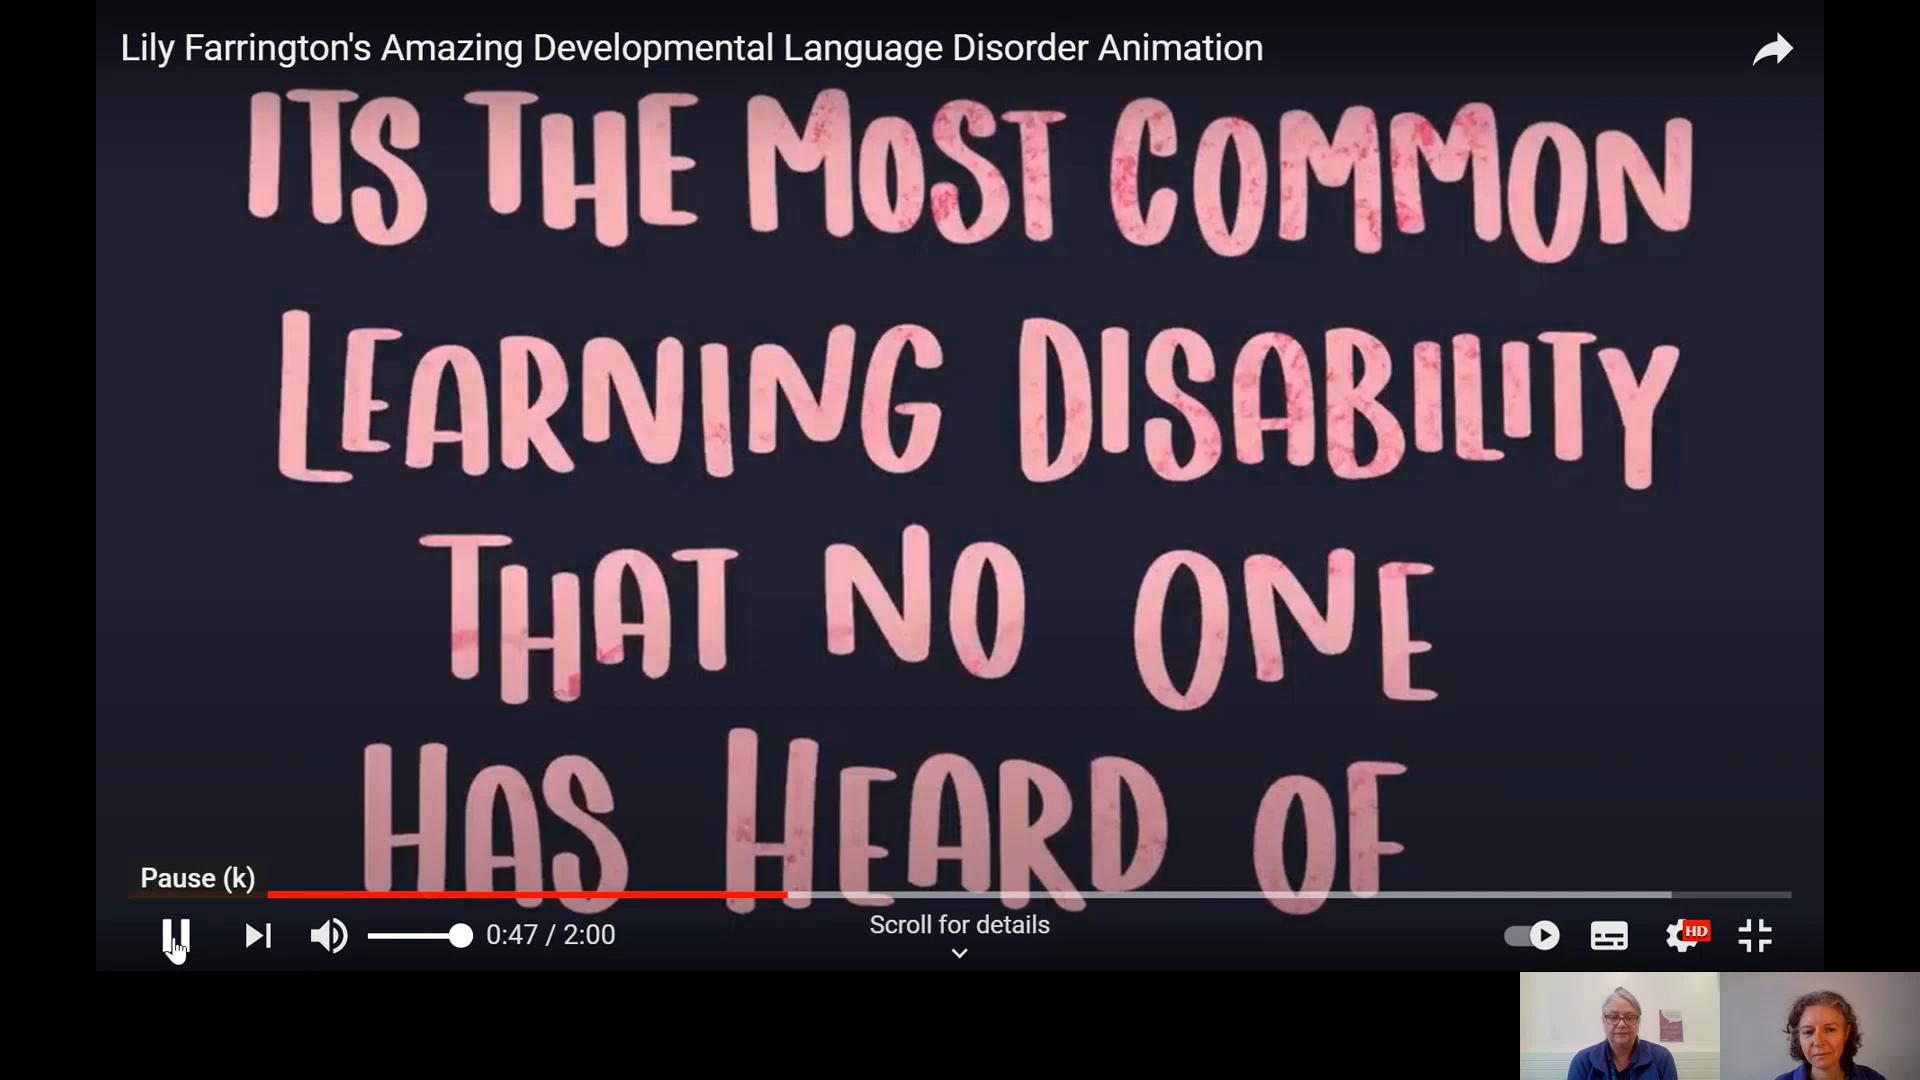 Lily Farrington's Amazing Developmental Language Disorder Animation
ITS THE MOST COMMON
LEARNING DISABILITY
THAT NO ONE
HAS HEARD OF
Pause (k)
0:47 / 2:00
Scroll for details
HD